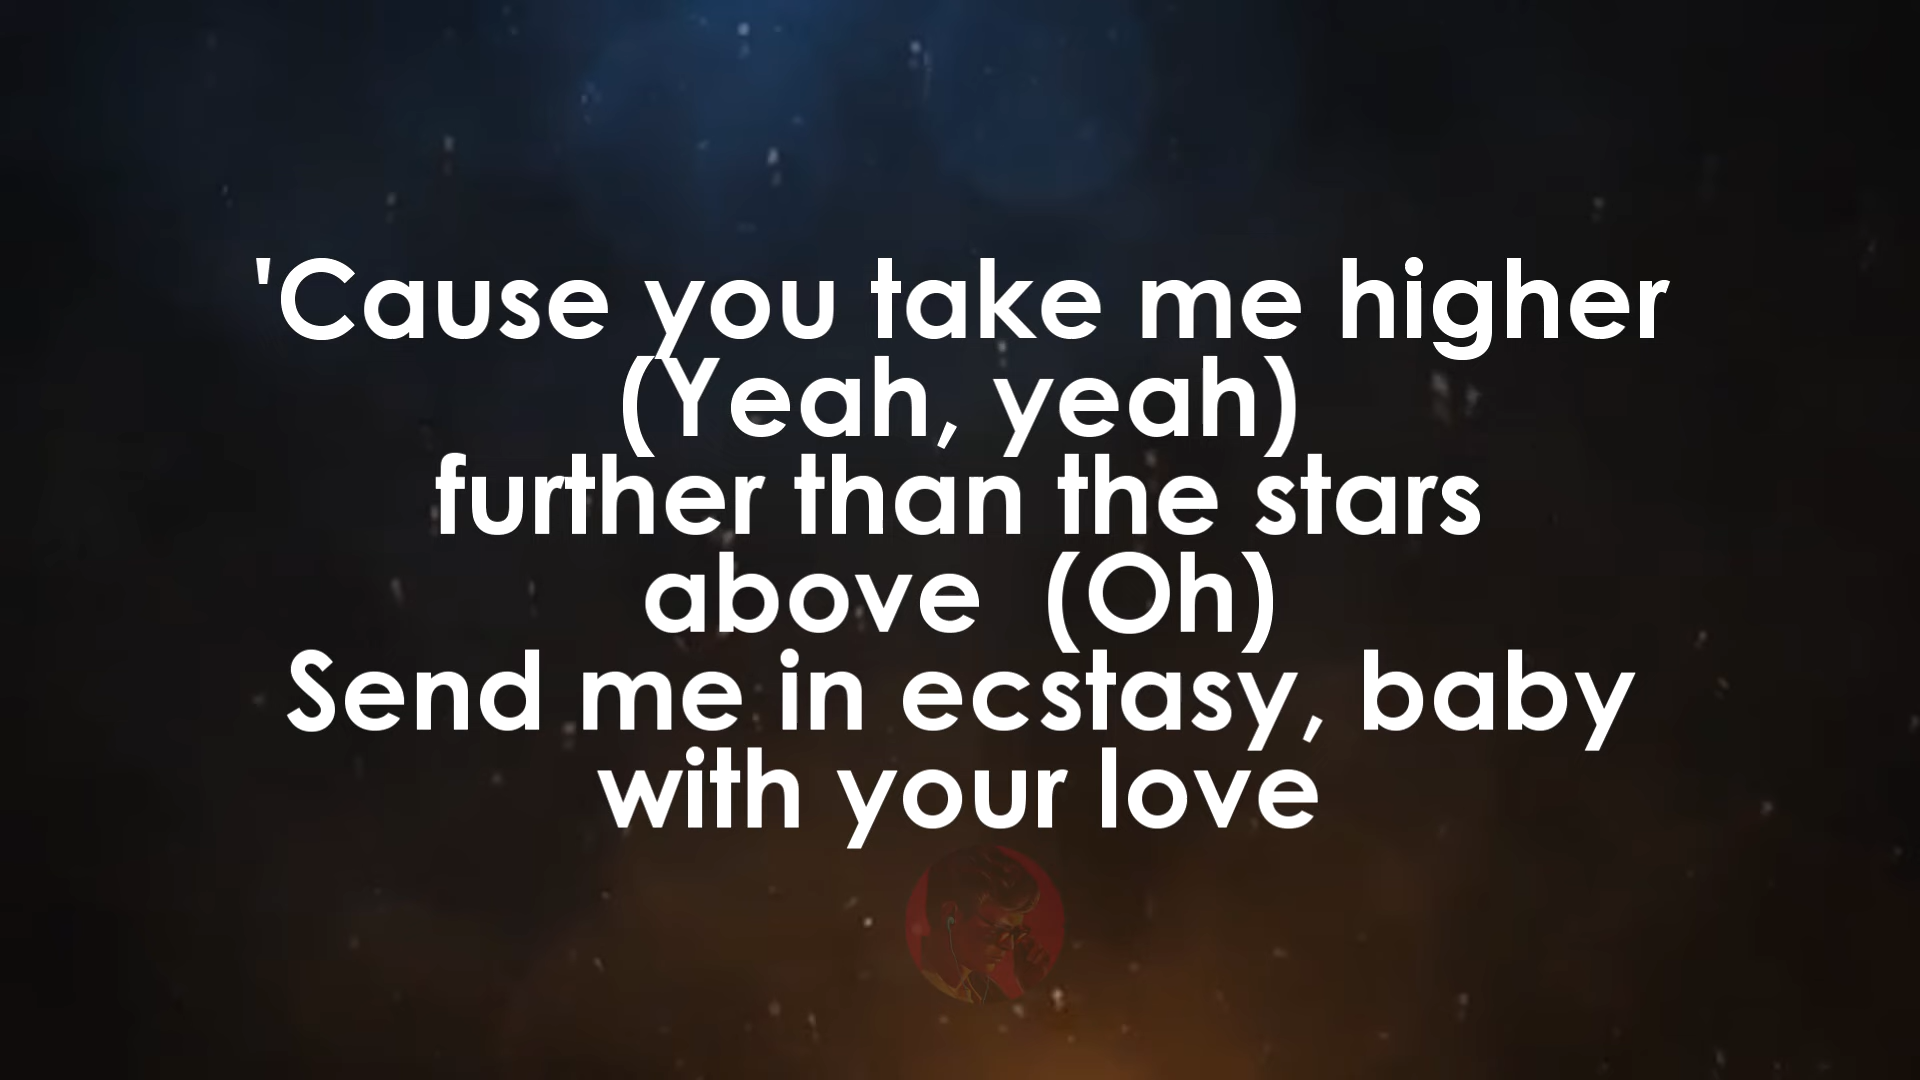 'Cause you take me higher
(Yeah, yeah)
further than the stars
above  (Oh)
Send me in ecstasy, baby
with your love